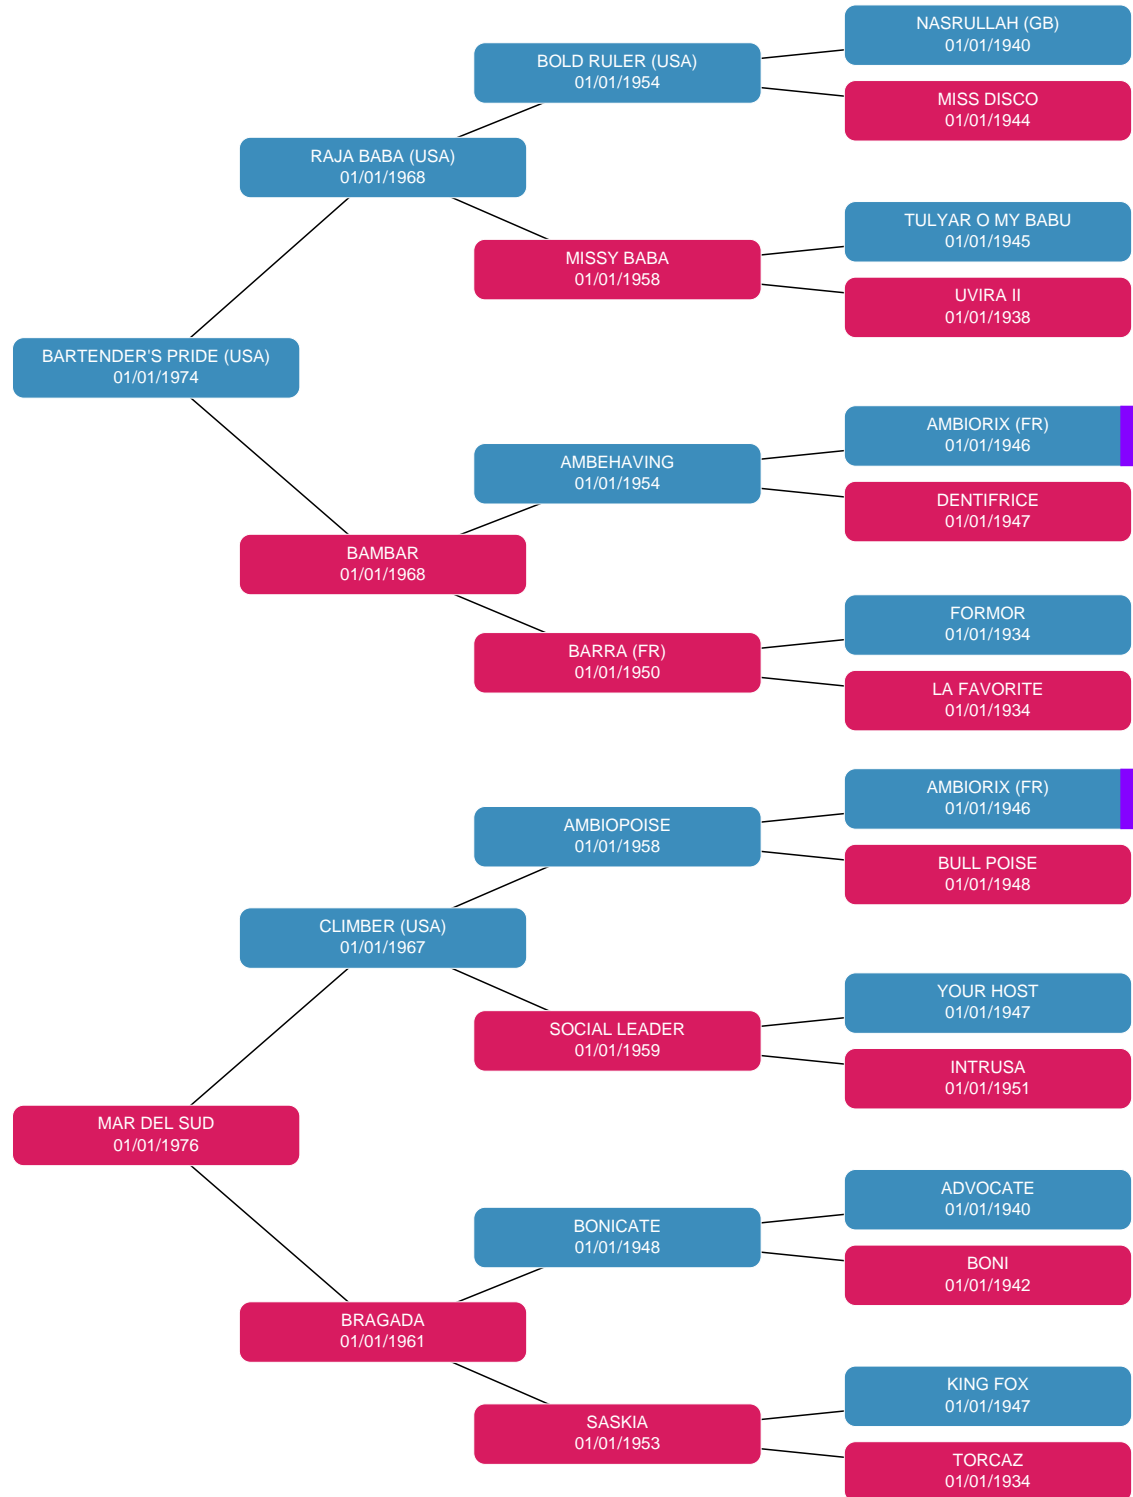 NASRULLAH (GB)
01/01/1940
BOLD RULER (USA)
01/01/1954
MISS DISCO
01/01/1944
RAJA BABA (USA)
01/01/1968
TULYAR O MY BABU
01/01/1945
MISSY BABA
01/01/1958
UVIRA II
01/01/1938
BARTENDER'S PRIDE (USA)
01/01/1974
AMBIORIX (FR)
01/01/1946
AMBEHAVING
01/01/1954
DENTIFRICE
01/01/1947
BAMBAR
01/01/1968
FORMOR
01/01/1934
BARRA (FR)
01/01/1950
LA FAVORITE
01/01/1934
AMBIORIX (FR)
01/01/1946
AMBIOPOISE
01/01/1958
BULL POISE
01/01/1948
CLIMBER (USA)
01/01/1967
YOUR HOST
01/01/1947
SOCIAL LEADER
01/01/1959
INTRUSA
01/01/1951
MAR DEL SUD
01/01/1976
ADVOCATE
01/01/1940
BONICATE
01/01/1948
BONI
01/01/1942
BRAGADA
01/01/1961
KING FOX
01/01/1947
SASKIA
01/01/1953
TORCAZ
01/01/1934